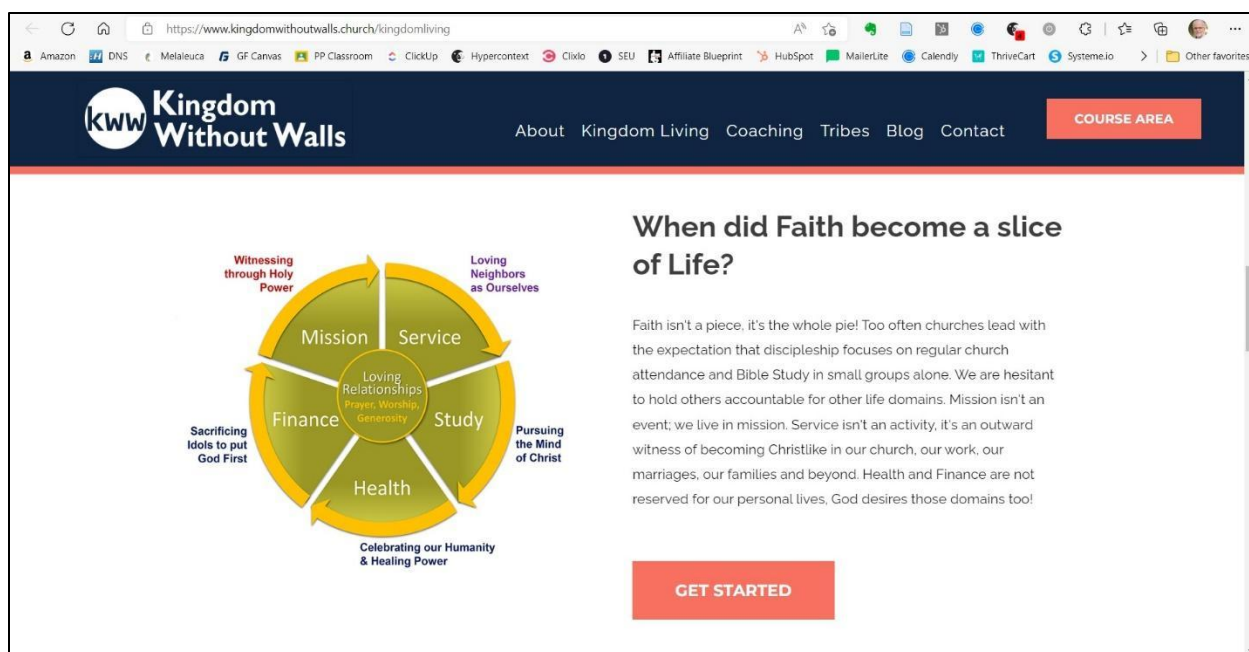 https://www.kingdomwithoutwalls.church/kingdomliving
Amazon DNS Melaleuca GF Canvas PP Classroom ClickUp Hypercontext Clixlo SEU Affiliate Blueprint HubSpot MailerLite Calendly ThriveCart Systeme.io Other favorites
kww Kingdom
Without Walls
About Kingdom Living Coaching Tribes Blog Contact
COURSE AREA
Witnessing
through Holy
Power
Loving
Neighbors
as Ourselves
Mission
Service
Loving
Relationships
Prayer, Worship,
Generosity
Finance
Study
Health
Sacrificing
Idols to put
God First
Pursuing
the Mind
of Christ
Celebrating our Humanity
& Healing Power
When did Faith become a slice
of Life?
Faith isn't a piece, it's the whole pie! Too often churches lead with
the expectation that discipleship focuses on regular church
attendance and Bible Study in small groups alone. We are hesitant
to hold others accountable for other life domains. Mission isn't an
event; we live in mission. Service isn't an activity, it's an outward
witness of becoming Christlike in our church, our work, our
marriages, our families and beyond. Health and Finance are not
reserved for our personal lives, God desires those domains too!
GET STARTED